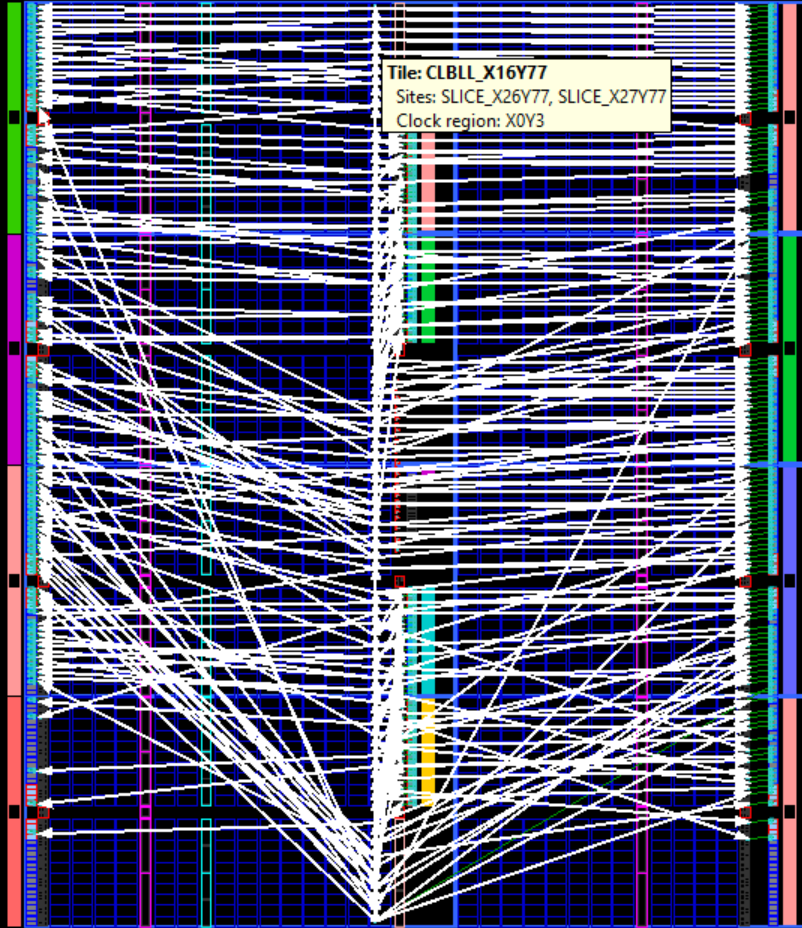 Tile: CLBLL_X16Y77
Sites: SLICE_X26Y77, SLICE_X27Y77
Clock region: X0Y3